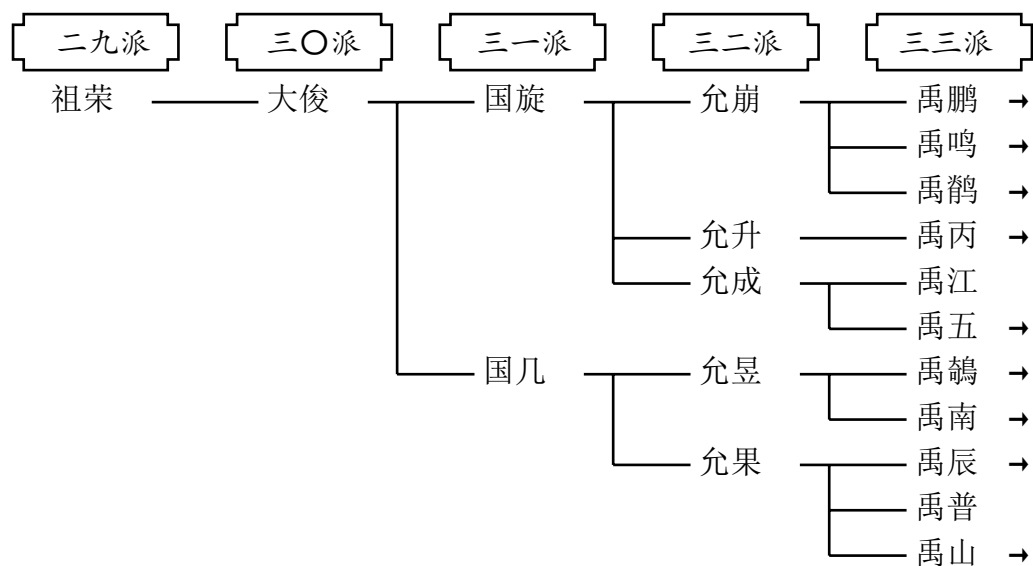 二九派 三〇派 三一派 三二派 三三派
祖荣 大俊 国旋 允崩 禹鹏 →
禹鸣 →
禹鹡 →
允升 禹丙 →
允成 禹江
禹五 →
国几 允昱 禹鶺 →
禹南 →
允果 禹辰 →
禹普
禹山 →